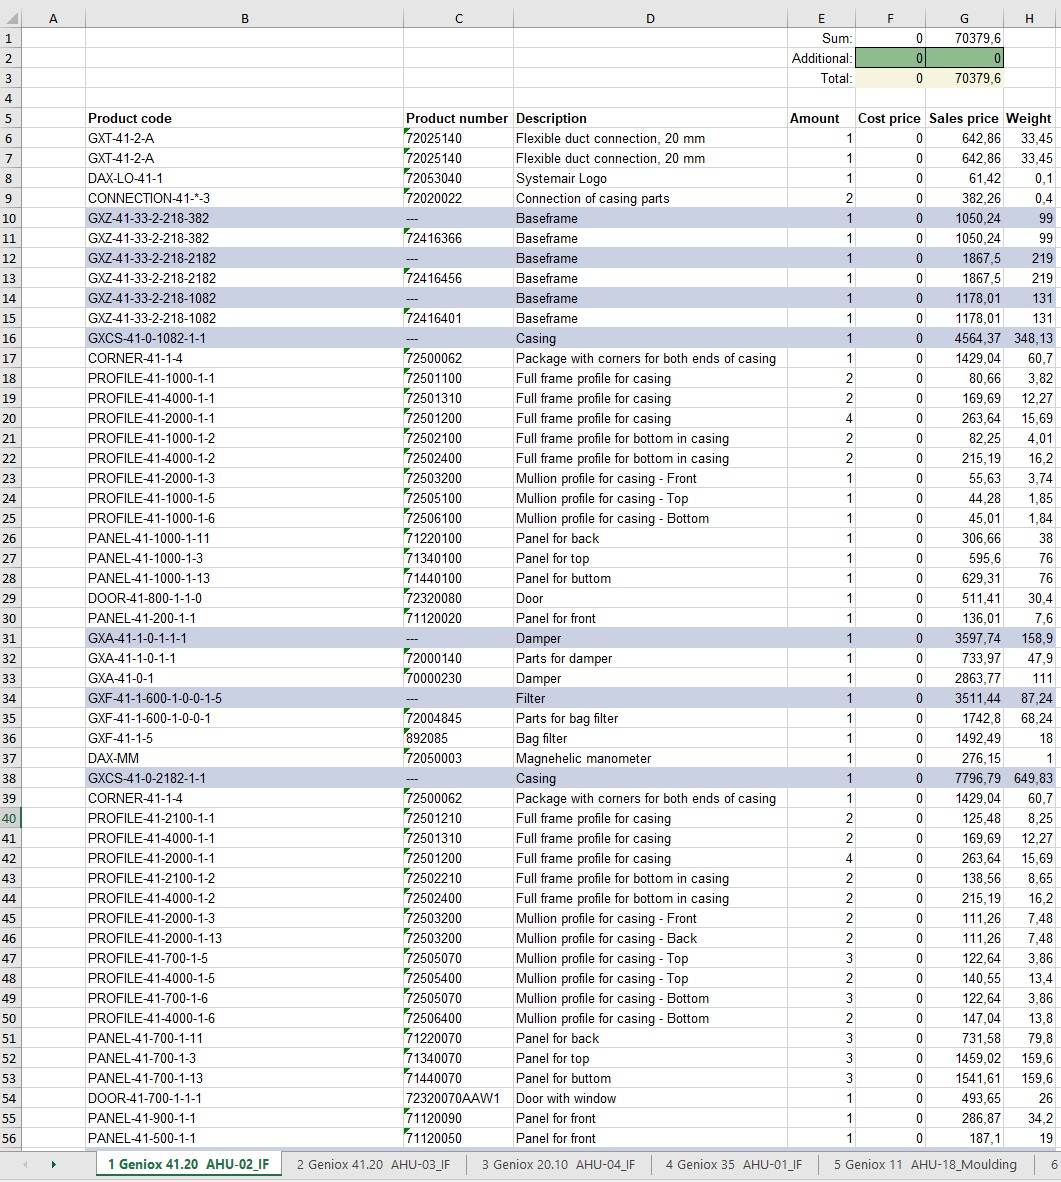 A B C D E F G H
1 Sum: 0 70379,6
2 Additional: 0 0
3 Total: 0 70379,6
4
5 Product code Product number Description Amount Cost price Sales price Weight
6 GXT-41-2-A 72025140 Flexible duct connection, 20 mm 1 0 642,86 33,45
7 GXT-41-2-A 72025140 Flexible duct connection, 20 mm 1 0 642,86 33,45
8 DAX-LO-41-1 72053040 Systemair Logo 1 0 61,42 0,1
9 CONNECTION-41-*-3 72020022 Connection of casing parts 2 0 382,26 0,4
10 GXZ-41-33-2-218-382 --- Baseframe 1 0 1050,24 99
11 GXZ-41-33-2-218-382 72416366 Baseframe 1 0 1050,24 99
12 GXZ-41-33-2-218-2182 --- Baseframe 1 0 1867,5 219
13 GXZ-41-33-2-218-2182 72416456 Baseframe 1 0 1867,5 219
14 GXZ-41-33-2-218-1082 --- Baseframe 1 0 1178,01 131
15 GXZ-41-33-2-218-1082 72416401 Baseframe 1 0 1178,01 131
16 GXCS-41-0-1082-1-1 --- Casing 1 0 4564,37 348,13
17 CORNER-41-1-4 72500062 Package with corners for both ends of casing 1 0 1429,04 60,7
18 PROFILE-41-1000-1-1 72501100 Full frame profile for casing 2 0 80,66 3,82
19 PROFILE-41-4000-1-1 72501310 Full frame profile for casing 2 0 169,69 12,27
20 PROFILE-41-2000-1-1 72501200 Full frame profile for casing 4 0 263,64 15,69
21 PROFILE-41-1000-1-2 72502100 Full frame profile for bottom in casing 2 0 82,25 4,01
22 PROFILE-41-4000-1-2 72502400 Full frame profile for bottom in casing 2 0 215,19 16,2
23 PROFILE-41-2000-1-3 72503200 Mullion profile for casing - Front 1 0 55,63 3,74
24 PROFILE-41-1000-1-5 72505100 Mullion profile for casing - Top 1 0 44,28 1,85
25 PROFILE-41-1000-1-6 72506100 Mullion profile for casing - Bottom 1 0 45,01 1,84
26 PANEL-41-1000-1-11 71220100 Panel for back 1 0 306,66 38
27 PANEL-41-1000-1-3 71340100 Panel for top 1 0 595,6 76
28 PANEL-41-1000-1-13 71440100 Panel for buttom 1 0 629,31 76
29 DOOR-41-800-1-1-0 72320080 Door 1 0 511,41 30,4
30 PANEL-41-200-1-1 71120020 Panel for front 1 0 136,01 7,6
31 GXA-41-1-0-1-1-1 --- Damper 1 0 3597,74 158,9
32 GXA-41-1-0-1-1 72000140 Parts for damper 1 0 733,97 47,9
33 GXA-41-0-1 70000230 Damper 1 0 2863,77 111
34 GXF-41-1-600-1-0-0-1-5 --- Filter 1 0 3511,44 87,24
35 GXF-41-1-600-1-0-0-1 72004845 Parts for bag filter 1 0 1742,8 68,24
36 GXF-41-1-5 892085 Bag filter 1 0 1492,49 18
37 DAX-MM 72050003 Magnehelic manometer 1 0 276,15 1
38 GXCS-41-0-2182-1-1 --- Casing 1 0 7796,79 649,83
39 CORNER-41-1-4 72500062 Package with corners for both ends of casing 1 0 1429,04 60,7
40 PROFILE-41-2100-1-1 72501210 Full frame profile for casing 2 0 125,48 8,25
41 PROFILE-41-4000-1-1 72501310 Full frame profile for casing 2 0 169,69 12,27
42 PROFILE-41-2000-1-1 72501200 Full frame profile for casing 4 0 263,64 15,69
43 PROFILE-41-2100-1-2 72502210 Full frame profile for bottom in casing 2 0 138,56 8,65
44 PROFILE-41-4000-1-2 72502400 Full frame profile for bottom in casing 2 0 215,19 16,2
45 PROFILE-41-2000-1-3 72503200 Mullion profile for casing - Front 2 0 111,26 7,48
46 PROFILE-41-2000-1-13 72503200 Mullion profile for casing - Back 2 0 111,26 7,48
47 PROFILE-41-700-1-5 72505070 Mullion profile for casing - Top 3 0 122,64 3,86
48 PROFILE-41-4000-1-5 72505400 Mullion profile for casing - Top 2 0 140,55 13,4
49 PROFILE-41-700-1-6 72505070 Mullion profile for casing - Bottom 3 0 122,64 3,86
50 PROFILE-41-4000-1-6 72506400 Mullion profile for casing - Bottom 2 0 147,04 13,8
51 PANEL-41-700-1-11 71220070 Panel for back 3 0 731,58 79,8
52 PANEL-41-700-1-3 71340070 Panel for top 3 0 1459,02 159,6
53 PANEL-41-700-1-13 71440070 Panel for buttom 3 0 1541,61 159,6
54 DOOR-41-700-1-1-1 72320070AAW1 Door with window 1 0 493,65 26
55 PANEL-41-900-1-1 71120090 Panel for front 1 0 286,87 34,2
56 PANEL-41-500-1-1 71120050 Panel for front 1 0 187,1 19
1 Geniox 41.20 AHU-02_IF 2 Geniox 41.20 AHU-03_IF 3 Geniox 20.10 AHU-04_IF 4 Geniox 35 AHU-01_IF 5 Geniox 11 AHU-18_Moulding 6